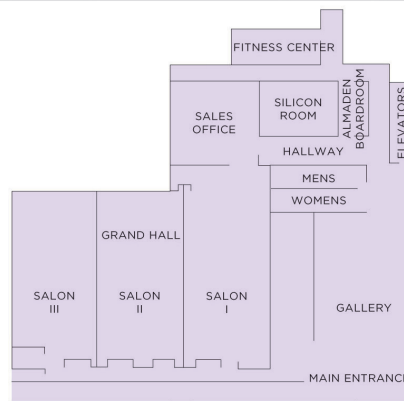 FITNESS CENTER
SALES
OFFICE
SILICON
ROOM
ALMADEN
BOARDROOM
ELEVATORS
HALLWAY
MENS
WOMENS
GRAND HALL
SALON
III
SALON
II
SALON
I
GALLERY
MAIN ENTRANCE